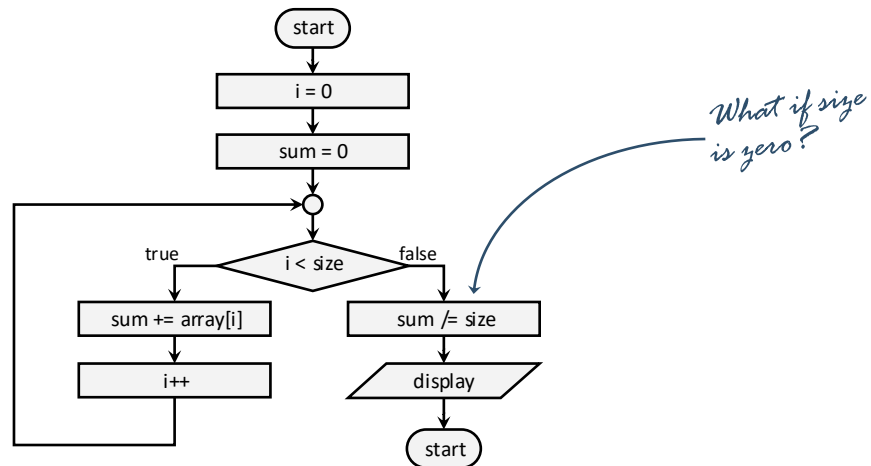 start
i = 0
What if size
is zero?
sum = 0
true
false
i < size
sum += array[i]
sum /= size
i++
display
start